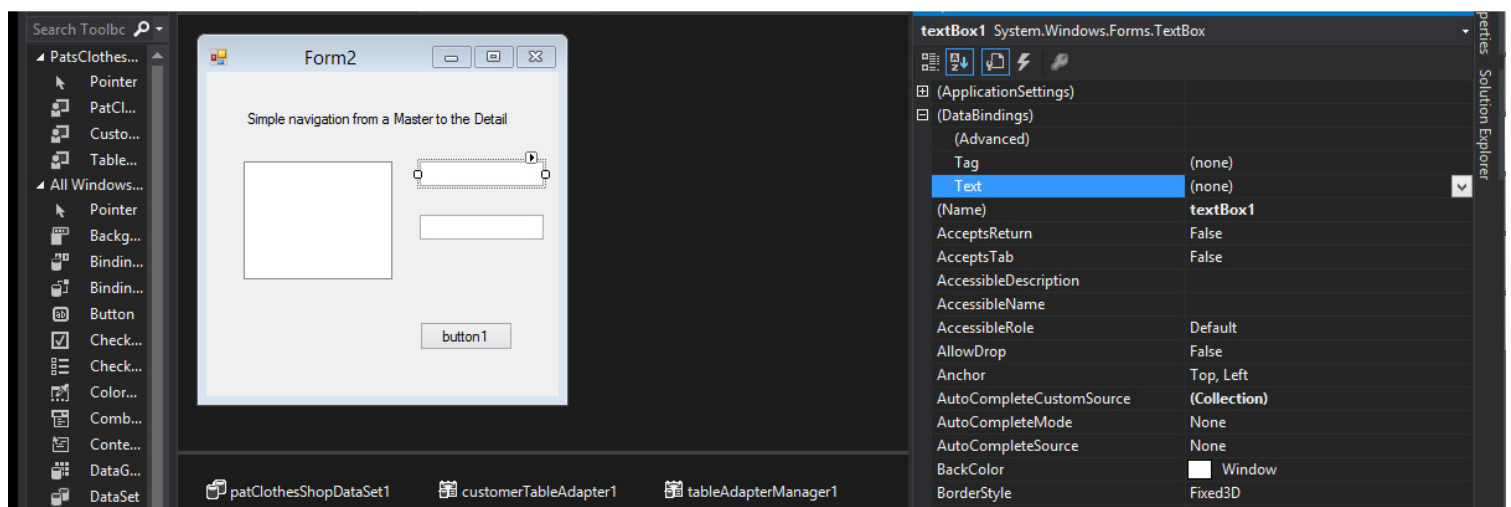 Search Toolbc
PatsClothes...
Pointer
PatCl...
Custo...
Table...
All Windows...
Pointer
Backg...
Bindin...
Bindin...
Button
Check...
Check...
Color...
Comb...
Conte...
DataG...
DataSet
Form2
Simple navigation from a Master to the Detail
button1
patClothesShopDataSet1 customerTableAdapter1 tableAdapterManager1
textBox1 System.Windows.Forms.TextBox
(ApplicationSettings)
(DataBindings)
(Advanced)
Tag (none)
Text (none)
(Name) textBox1
AcceptsReturn False
AcceptsTab False
AccessibleDescription
AccessibleName
AccessibleRole Default
AllowDrop False
Anchor Top, Left
AutoCompleteCustomSource (Collection)
AutoCompleteMode None
AutoCompleteSource None
BackColor Window
BorderStyle Fixed3D
perties
Solution Explorer